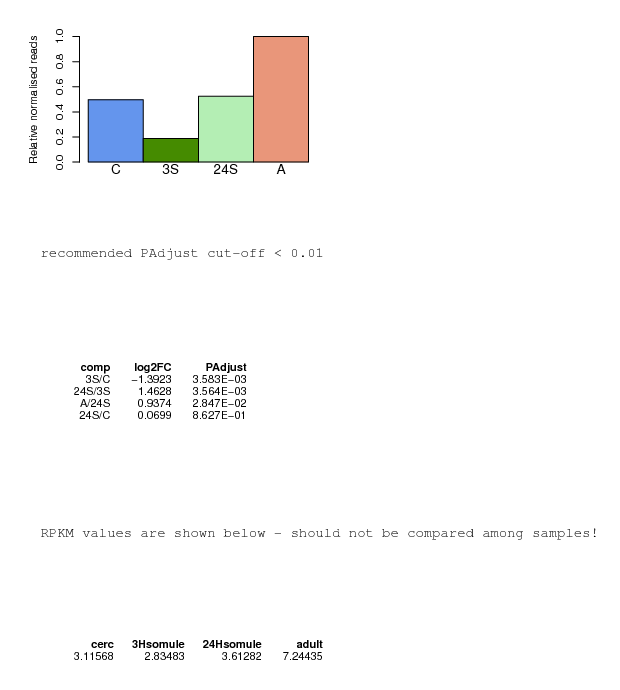 Relative normalised reads
1.0
0.8
0.6
0.4
0.2
0.0
C 3S 24S A
recommended PAdjust cut-off < 0.01
comp log2FC PAdjust
3S/C −1.3923 3.583E−03
24S/3S 1.4628 3.564E−03
A/24S 0.9374 2.847E−02
24S/C 0.0699 8.627E−01
RPKM values are shown below - should not be compared among samples!
cerc 3Hsomule 24Hsomule adult
3.11568 2.83483 3.61282 7.24435